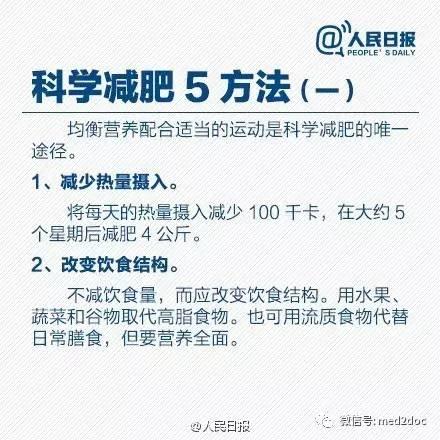 @人民日报
PEOPLE'S DAILY
科学减肥 5 方法（一）
均衡营养配合适当的运动是科学减肥的唯一
途径。
1、减少热量摄入。
将每天的热量摄入减少 100 千卡，在大约 5
个星期后减肥 4 公斤。
2、改变饮食结构。
不减饮食量，而应改变饮食结构。用水果、
蔬菜和谷物取代高脂食物。也可用流质食物代替
日常膳食，但要营养全面。
@人民日报
微信号: med2doc